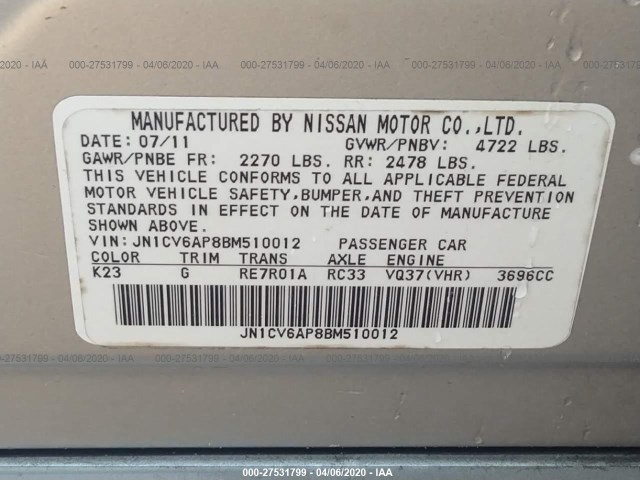 000-27531799 - 04/06/2020 - IAA
MANUFACTURED BY NISSAN MOTOR CO.,LTD.
DATE: 07/11 GVWR/PNBV: 4722 LBS.
GAWR/PNBE FR: 2270 LBS. RR: 2478 LBS.
THIS VEHICLE CONFORMS TO ALL APPLICABLE FEDERAL
MOTOR VEHICLE SAFETY,BUMPER,AND THEFT PREVENTION
STANDARDS IN EFFECT ON THE DATE OF MANUFACTURE
SHOWN ABOVE.
VIN:JN1CV6AP8BM510012 PASSENGER CAR
COLOR TRIM TRANS AXLE ENGINE
K23 G RE7R01A RC33 VQ37(VHR) 3696CC
JN1CV6AP8BM510012
000-27531799 - 04/06/2020 - IAA